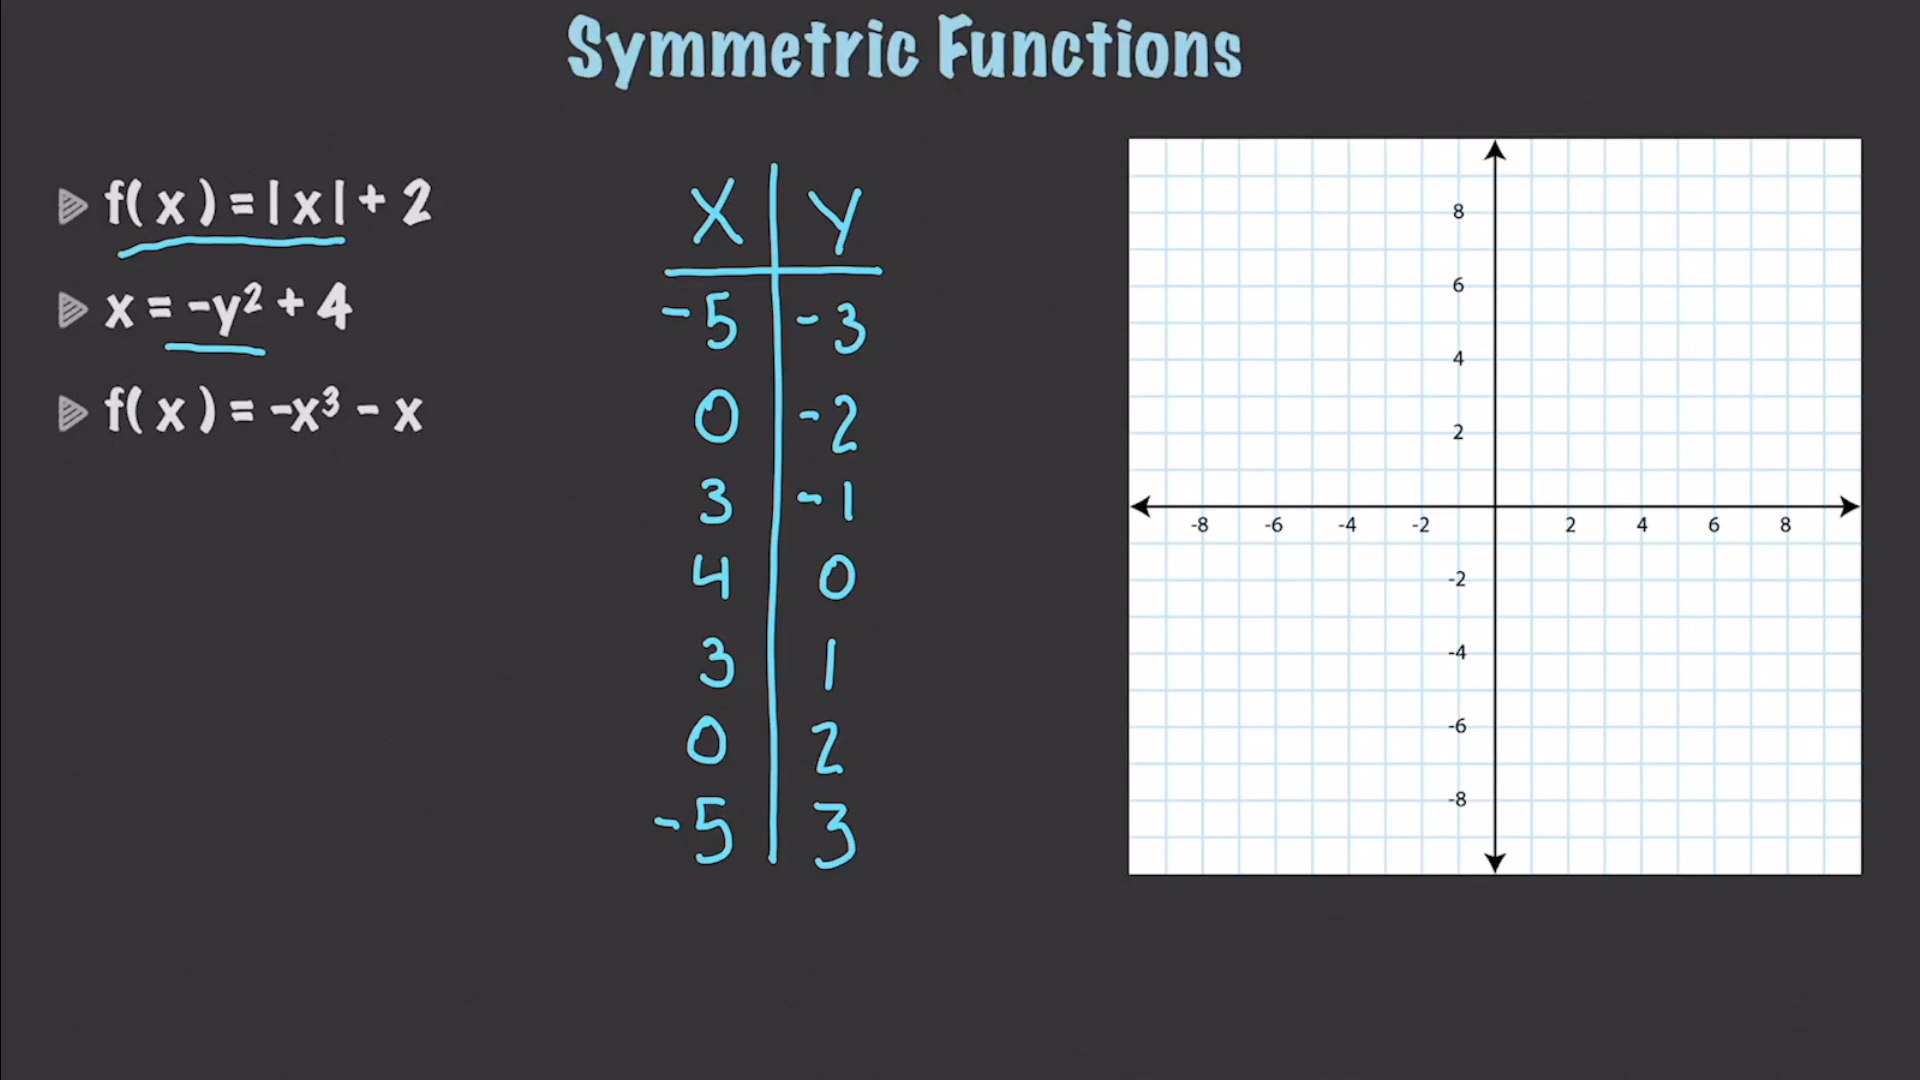 Symmetric Functions
f( x ) = | x | + 2
x = -y² + 4
f( x ) = -x³ - x
X Y
-5 -3
0 -2
3 -1
4 0
3 1
0 2
-5 3
8
6
4
2
-8 -6 -4 -2 2 4 6 8
-2
-4
-6
-8